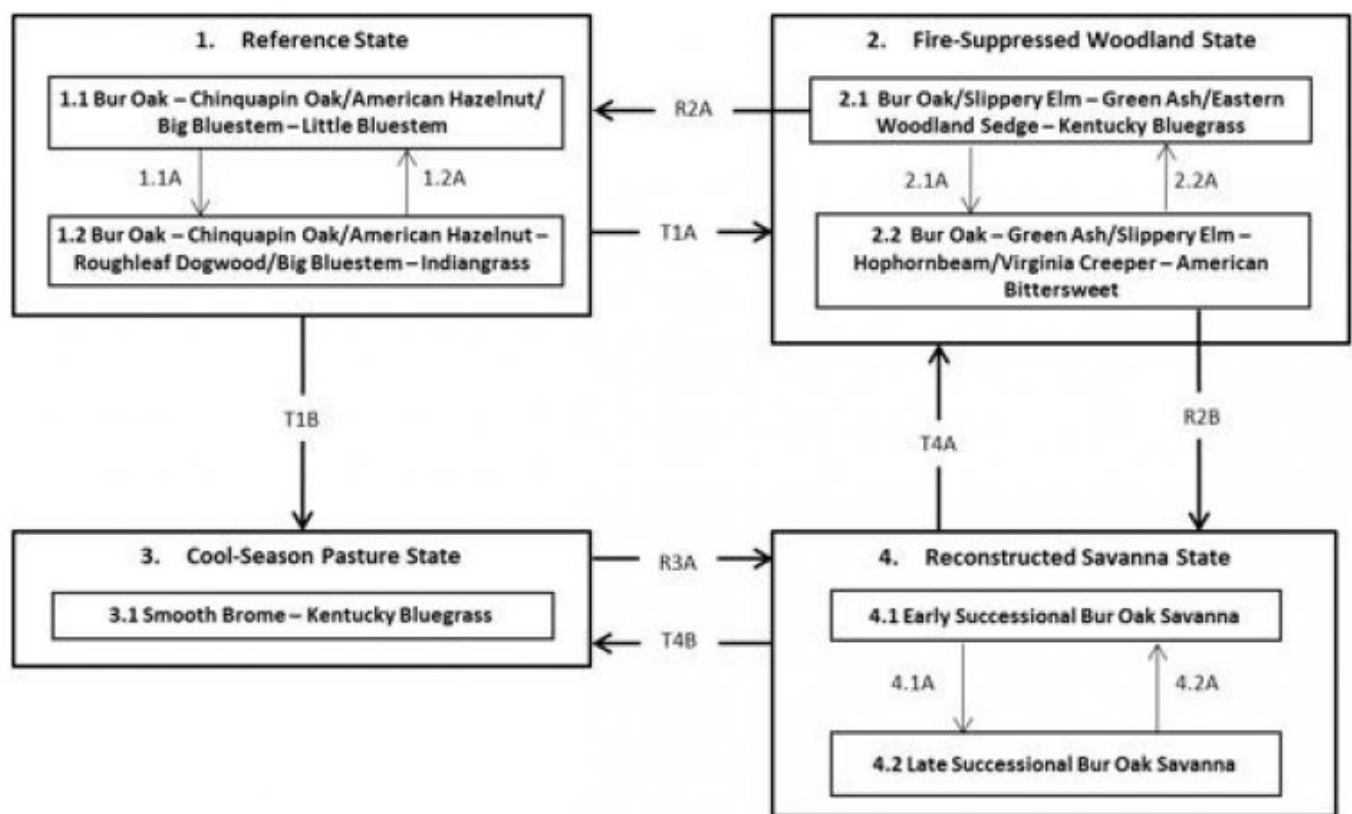 1. Reference State
1.1 Bur Oak – Chinquapin Oak/American Hazelnut/
Big Bluestem – Little Bluestem
1.1A
1.2A
1.2 Bur Oak – Chinquapin Oak/American Hazelnut –
Roughleaf Dogwood/Big Bluestem – Indiangrass
R2A
T1A
2. Fire-Suppressed Woodland State
2.1 Bur Oak/Slippery Elm – Green Ash/Eastern
Woodland Sedge – Kentucky Bluegrass
2.1A
2.2A
2.2 Bur Oak – Green Ash/Slippery Elm –
Hophornbeam/Virginia Creeper – American
Bittersweet
T1B
T4A
R2B
3. Cool-Season Pasture State
3.1 Smooth Brome – Kentucky Bluegrass
R3A
T4B
4. Reconstructed Savanna State
4.1 Early Successional Bur Oak Savanna
4.1A
4.2A
4.2 Late Successional Bur Oak Savanna